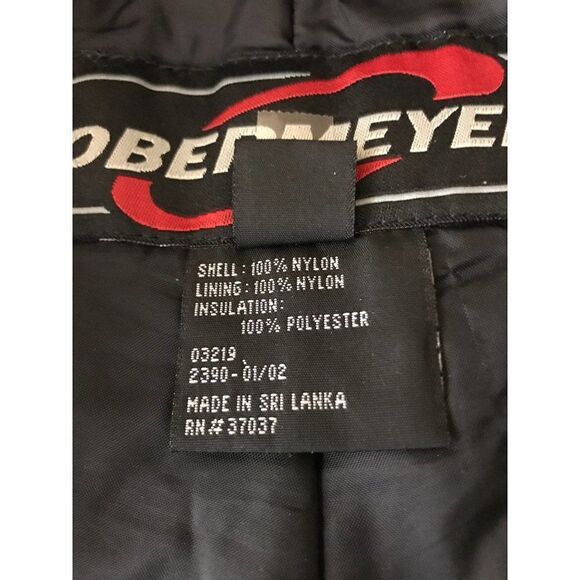 OBERMEYER
SHELL: 100% NYLON
LINING: 100% NYLON
INSULATION:
100% POLYESTER
03219
2390-01/02
MADE IN SRI LANKA
RN#37037